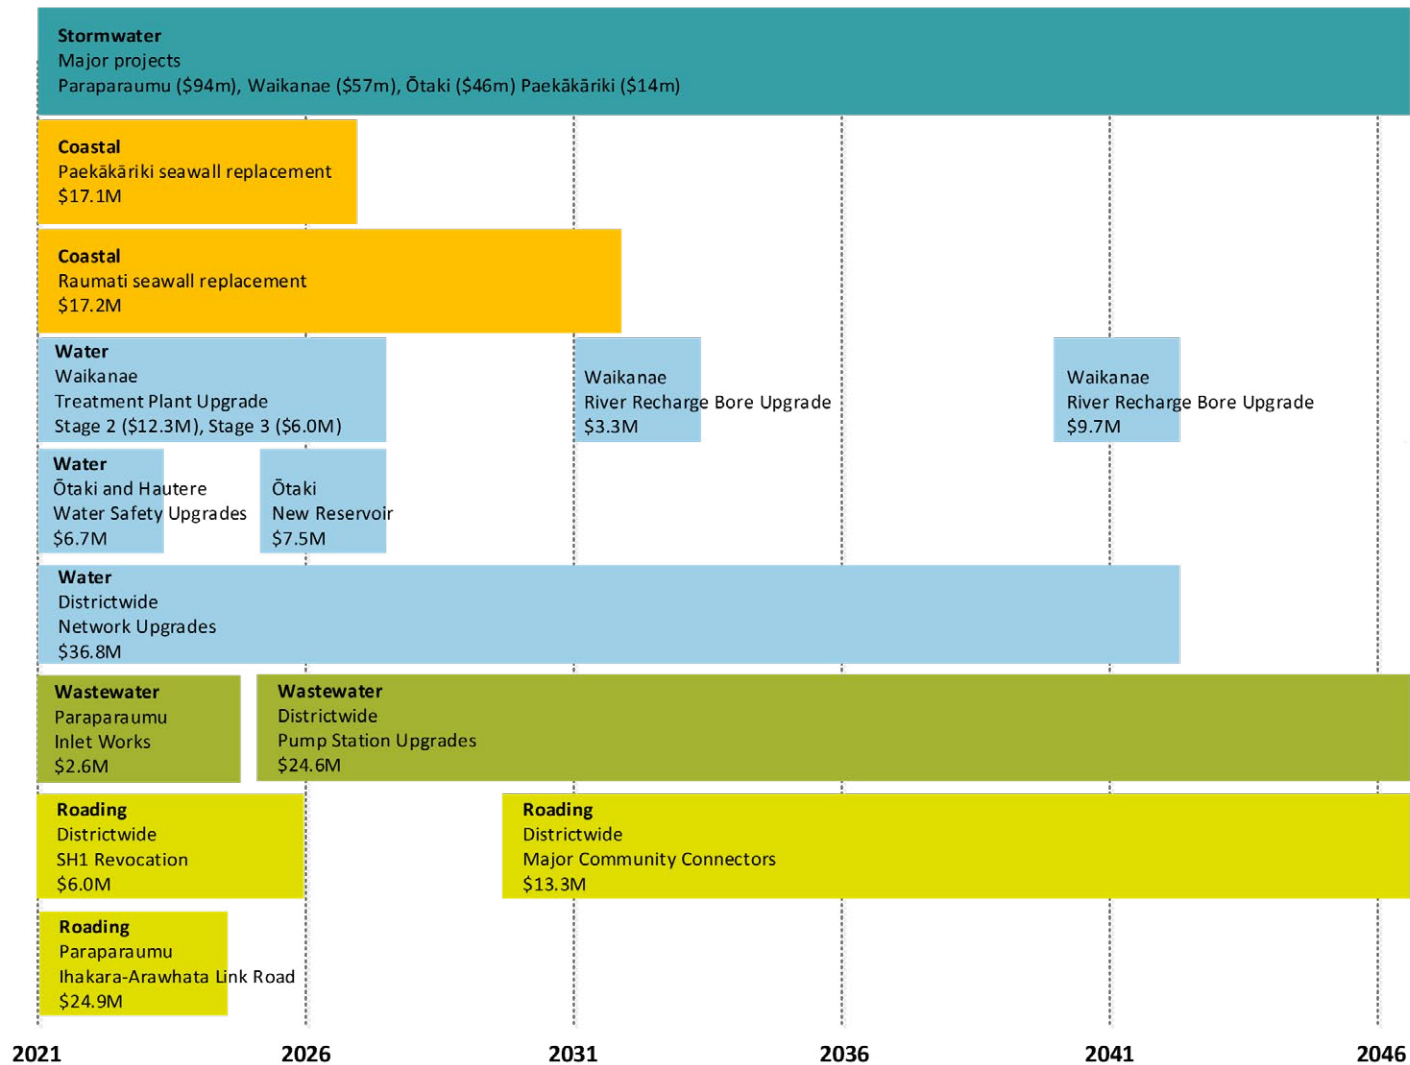 Stormwater
Major projects
Paraparaumu ($94m), Waikanae ($57m), Ōtaki ($46m) Paekākāriki ($14m)
Coastal
Paekākāriki seawall replacement
$17.1M
Coastal
Raumati seawall replacement
$17.2M
Water
Waikanae
Treatment Plant Upgrade
Stage 2 ($12.3M), Stage 3 ($6.0M)
Waikanae
River Recharge Bore Upgrade
$3.3M
Waikanae
River Recharge Bore Upgrade
$9.7M
Water
Ōtaki and Hautere
Water Safety Upgrades
$6.7M
Ōtaki
New Reservoir
$7.5M
Water
Districtwide
Network Upgrades
$36.8M
Wastewater
Paraparaumu
Inlet Works
$2.6M
Wastewater
Districtwide
Pump Station Upgrades
$24.6M
Roading
Districtwide
SH1 Revocation
$6.0M
Roading
Districtwide
Major Community Connectors
$13.3M
Roading
Paraparaumu
Ihakara-Arawhata Link Road
$24.9M
2021 2026 2031 2036 2041 2046